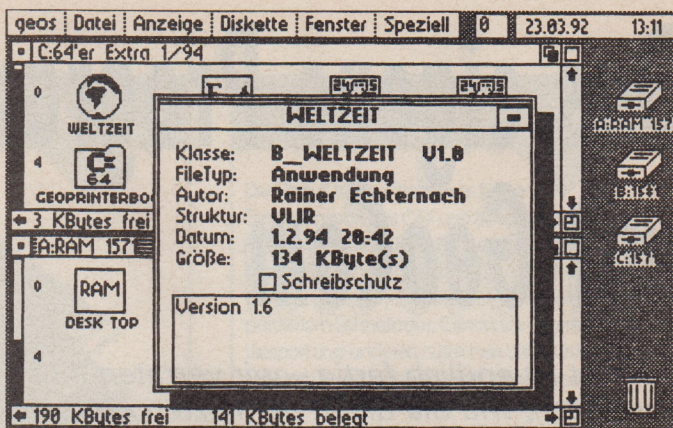 geos Datei Anzeige Diskette Fenster Speziell 0 23.03.92 13:11
C:64'er Extra 1/94
0
WELTZEIT
4
C= 64
GEOPRINTERBO
3 KBytes frei
A:RAM 1571
0
RAM
DESK TOP
4
190 KBytes frei 141 KBytes belegt
WELTZEIT
Klasse: B_WELTZEIT V1.0
FileTyp: Anwendung
Autor: Rainer Echternach
Struktur: VLIR
Datum: 1.2.94 20:42
Größe: 134 KByte(s)
Schreibschutz
Version 1.6
A:RAM 157
C:157